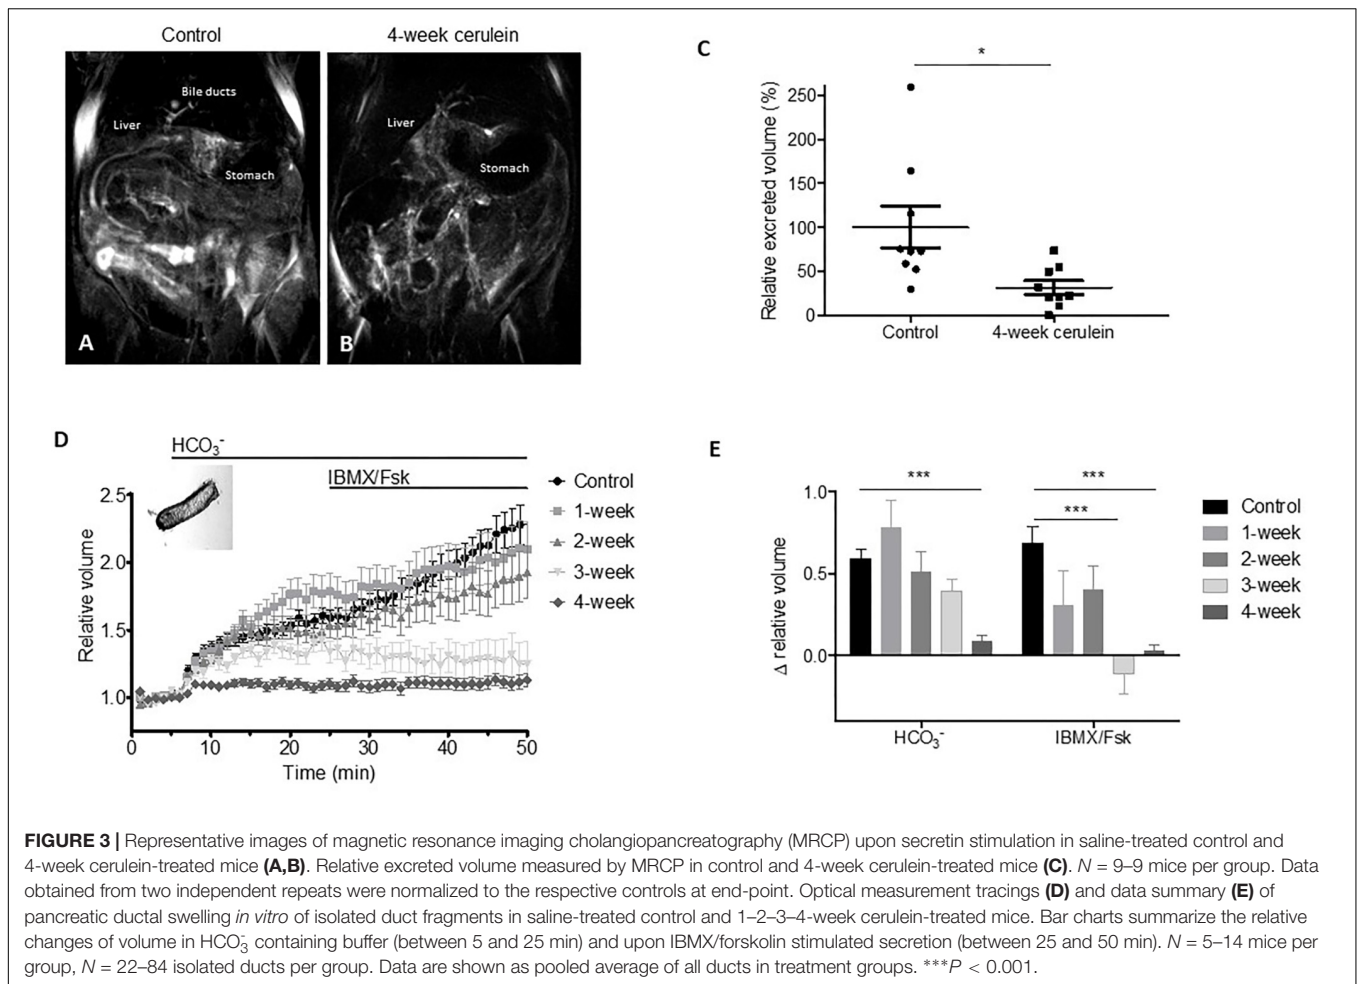 Control
4-week cerulein
Bile ducts
Liver
Stomach
A
Liver
Stomach
B
C
*
Relative excreted volume (%)
250
200
150
100
50
0
Control
4-week cerulein
D
HCO3-
IBMX/Fsk
Relative volume
2.5
2.0
1.5
1.0
0
10
20
30
40
50
Time (min)
Control
1-week
2-week
3-week
4-week
E
***
***
***
Δ relative volume
1.0
0.5
0.0
HCO3-
IBMX/Fsk
Control
1-week
2-week
3-week
4-week
FIGURE 3 | Representative images of magnetic resonance imaging cholangiopancreatography (MRCP) upon secretin stimulation in saline-treated control and
4-week cerulein-treated mice (A,B). Relative excreted volume measured by MRCP in control and 4-week cerulein-treated mice (C). N = 9–9 mice per group. Data
obtained from two independent repeats were normalized to the respective controls at end-point. Optical measurement tracings (D) and data summary (E) of
pancreatic ductal swelling in vitro of isolated duct fragments in saline-treated control and 1–2–3–4-week cerulein-treated mice. Bar charts summarize the relative
changes of volume in HCO3- containing buffer (between 5 and 25 min) and upon IBMX/forskolin stimulated secretion (between 25 and 50 min). N = 5–14 mice per
group, N = 22–84 isolated ducts per group. Data are shown as pooled average of all ducts in treatment groups. ***P < 0.001.